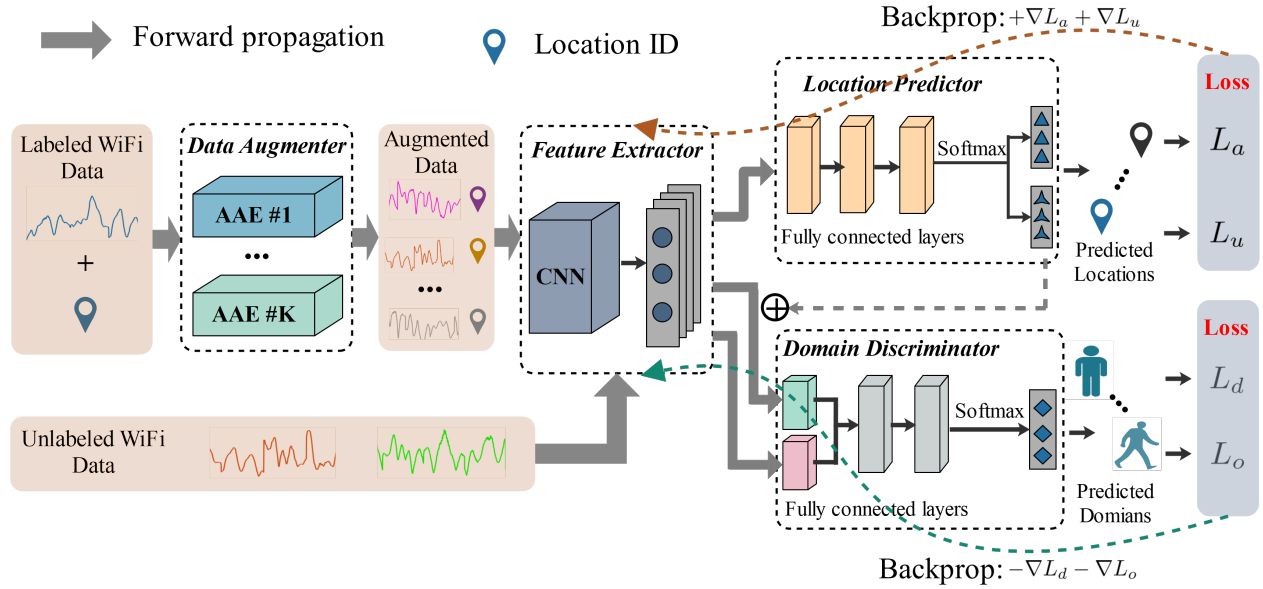 Forward propagation
Location ID
Backprop: +∇L_a + ∇L_u
Labeled WiFi
Data
+
Data Augmenter
AAE #1
...
AAE #K
Augmented
Data
...
Feature Extractor
CNN
Location Predictor
Softmax
Fully connected layers
Predicted
Locations
Loss
L_a
L_u
Unlabeled WiFi
Data
Domain Discriminator
Softmax
Fully connected layers
Predicted
Domians
Loss
L_d
L_o
Backprop: −∇L_d − ∇L_o